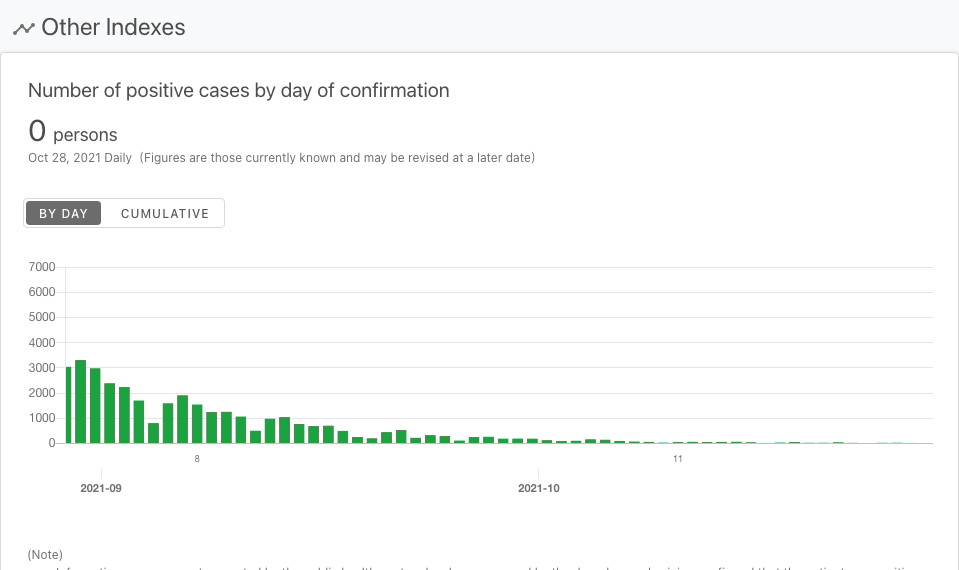 Other Indexes
Number of positive cases by day of confirmation
0 persons
Oct 28, 2021 Daily (Figures are those currently known and may be revised at a later date)
BY DAY CUMULATIVE
7000
6000
5000
4000
3000
2000
1000
0
8 11
2021-09 2021-10
(Note)